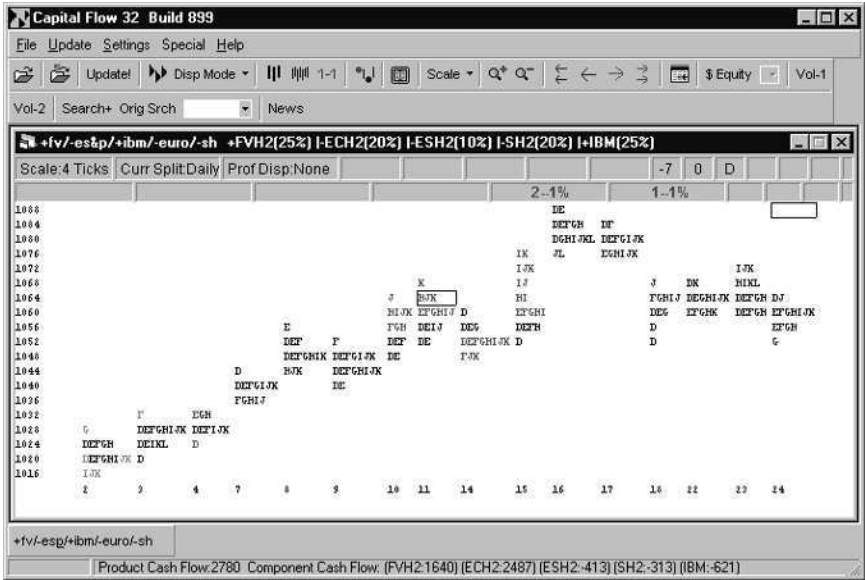 Capital Flow 32 Build 899
File Update Settings Special Help
Update! Disp Mode 1-1 Scale $ Equity Vol-1
Vol-2 Search+ Orig Srch News
+fv/-es&p/+ibm/-euro/-sh +FVH2(25%) |-ECH2(20%) |-ESH2(10%) |-SH2(20%) |+IBM(25%)
Scale:4 Ticks Curr Split:Daily Prof Disp:None -7 0 D
2--1% 1--1%
1088 DE
1084 DEFGH DF
1080 DGHIJKL DEFGIJK
1076 IK JL EGHIJK
1072 IJK IJK
1068 K IJ J DK HIKL
1064 J HJK HI FGHIJ DEGHIJK DEFGH DJ
1060 HIJK EFGHIJ D EFGHI DEG EFGHK DEFGH EFGHIJK
1056 E FGH DEIJ DEG DEFH D EFGH
1052 DEF F DEF DE DEFGHIJK D D G
1048 DEFGHIK DEFGIJK DE FJK
1044 D HJK DEFGHIJK
1040 DEFGIJK DE
1036 FGHIJ
1032 F EGH
1028 G DEFGHIJK DEFIJK
1024 DEFGH DEIKL D
1020 DEFGHIJK D
1016 IJK
2 3 4 7 8 9 10 11 14 15 16 17 18 22 23 24
+fv/-esp/+ibm/-euro/-sh
Product Cash Flow:2780 Component Cash Flow: (FVH2:1640) (ECH2:2487) (ESH2:-413) (SH2:-313) (IBM:-621)